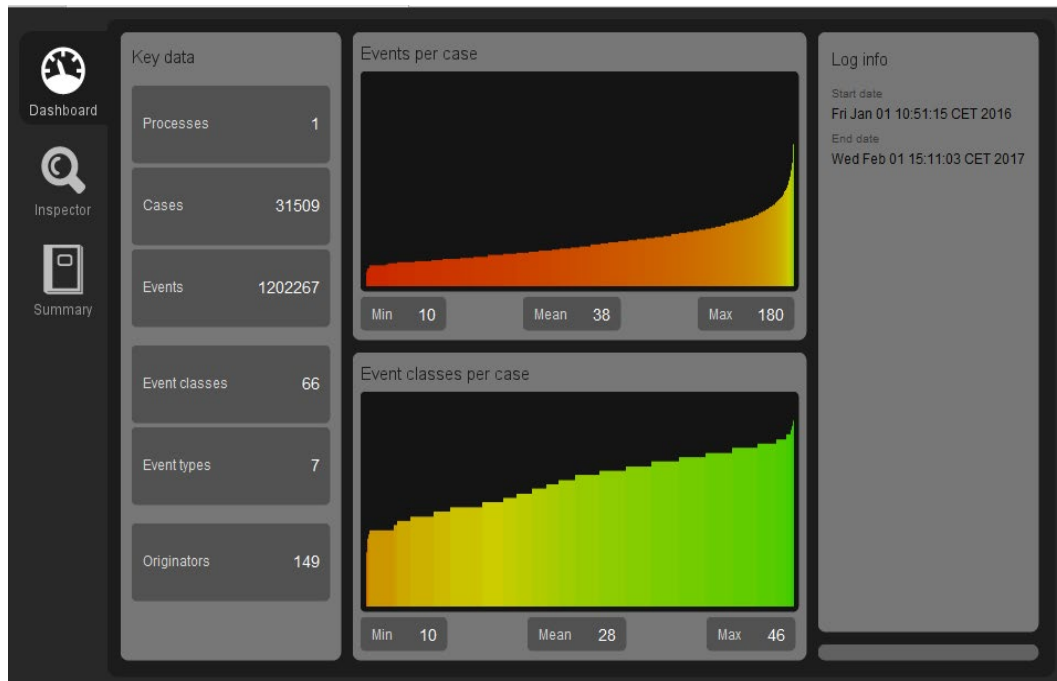 Dashboard
Inspector
Summary
Key data
Processes 1
Cases 31509
Events 1202267
Event classes 66
Event types 7
Originators 149
Events per case
Min 10 Mean 38 Max 180
Event classes per case
Min 10 Mean 28 Max 46
Log info
Start date
Fri Jan 01 10:51:15 CET 2016
End date
Wed Feb 01 15:11:03 CET 2017